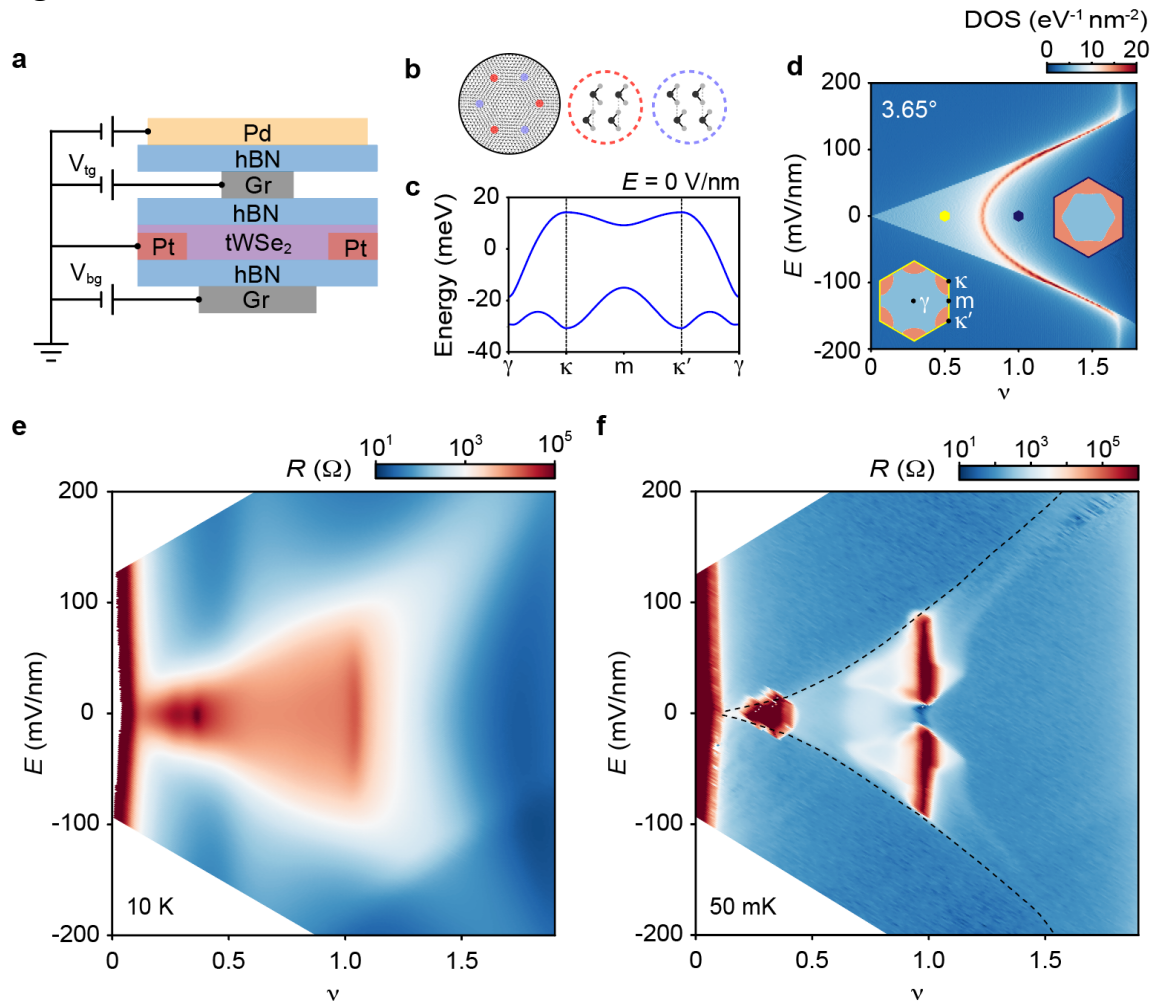 a
Pd
hBN
V_tg
Gr
hBN
Pt
tWSe₂
Pt
V_bg
hBN
Gr
b
c
E = 0 V/nm
Energy (meV)
20
0
-20
-40
γ κ m κ′ γ
d
DOS (eV⁻¹ nm⁻²)
0 10 20
3.65°
E (mV/nm)
200
100
0
-100
-200
κ
γ m
κ′
0 0.5 1.0 1.5
ν
e
R (Ω)
10¹ 10³ 10⁵
E (mV/nm)
200
100
0
-100
-200
10 K
0 0.5 1.0 1.5
ν
f
R (Ω)
10¹ 10³ 10⁵
E (mV/nm)
200
100
0
-100
-200
50 mK
0 0.5 1.0 1.5
ν